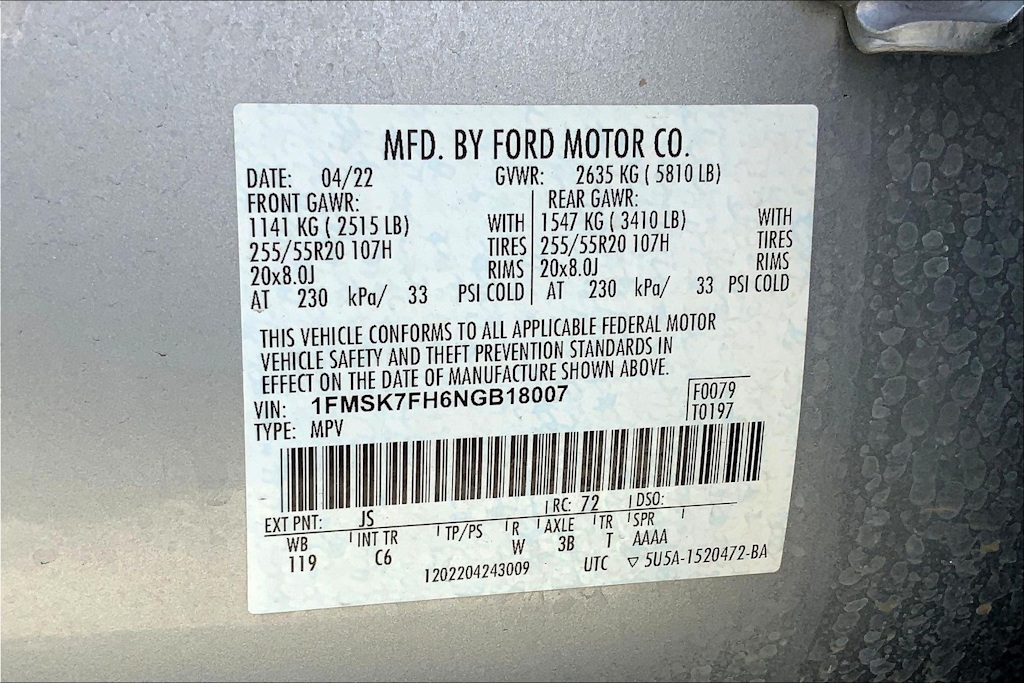 MFD. BY FORD MOTOR CO.
DATE: 04/22 GVWR: 2635 KG ( 5810 LB)
FRONT GAWR: REAR GAWR:
1141 KG ( 2515 LB) WITH 1547 KG ( 3410 LB) WITH
255/55R20 107H TIRES 255/55R20 107H TIRES
20x8.0J RIMS 20x8.0J RIMS
AT 230 kPa/ 33 PSI COLD AT 230 kPa/ 33 PSI COLD
THIS VEHICLE CONFORMS TO ALL APPLICABLE FEDERAL MOTOR
VEHICLE SAFETY AND THEFT PREVENTION STANDARDS IN
EFFECT ON THE DATE OF MANUFACTURE SHOWN ABOVE.
VIN: 1FMSK7FH6NGB18007 F0079
TYPE: MPV T0197
EXT PNT: JS RC: 72 DSO:
WB INT TR TP/PS R AXLE TR SPR
119 C6 W 3B T AAAA
1202204243009 UTC ▽ 5U5A-1520472-BA